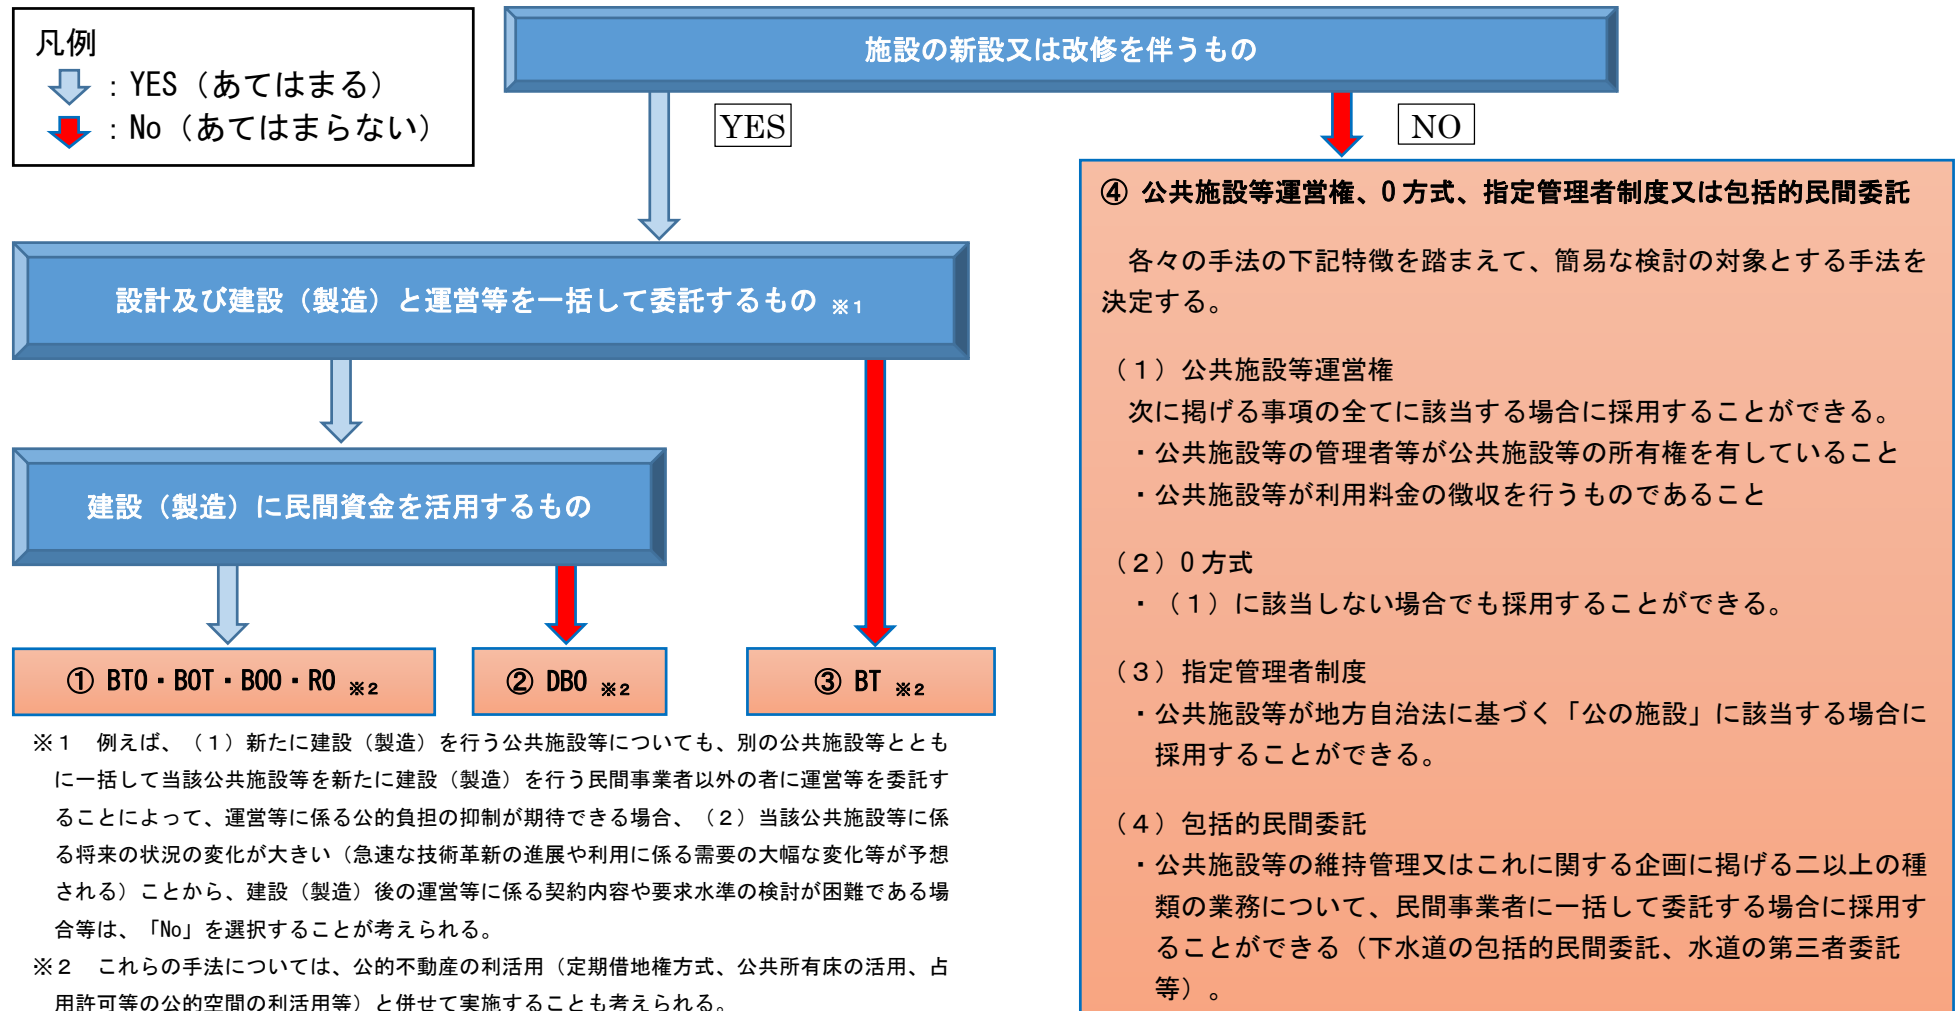 凡例
：YES（あてはまる）
：No（あてはまらない）
施設の新設又は改修を伴うもの
YES
NO
設計及び建設（製造）と運営等を一括して委託するもの ※1
建設（製造）に民間資金を活用するもの
① BTO・BOT・BOO・RO ※2
② DBO ※2
③ BT ※2
※１　例えば、（１）新たに建設（製造）を行う公共施設等についても、別の公共施設等ととも
に一括して当該公共施設等を新たに建設（製造）を行う民間事業者以外の者に運営等を委託す
ることによって、運営等に係る公的負担の抑制が期待できる場合、（２）当該公共施設等に係
る将来の状況の変化が大きい（急速な技術革新の進展や利用に係る需要の大幅な変化等が予想
される）ことから、建設（製造）後の運営等に係る契約内容や要求水準の検討が困難である場
合等は、「No」を選択することが考えられる。
※２　これらの手法については、公的不動産の利活用（定期借地権方式、公共所有床の活用、占
用許可等の公的空間の利活用等）と併せて実施することも考えられる。
④ 公共施設等運営権、O 方式、指定管理者制度又は包括的民間委託
各々の手法の下記特徴を踏まえて、簡易な検討の対象とする手法を
決定する。
（１）公共施設等運営権
次に掲げる事項の全てに該当する場合に採用することができる。
・公共施設等の管理者等が公共施設等の所有権を有していること
・公共施設等が利用料金の徴収を行うものであること
（２）O 方式
・（１）に該当しない場合でも採用することができる。
（３）指定管理者制度
・公共施設等が地方自治法に基づく「公の施設」に該当する場合に
採用することができる。
（４）包括的民間委託
・公共施設等の維持管理又はこれに関する企画に掲げる二以上の種
類の業務について、民間事業者に一括して委託する場合に採用す
ることができる（下水道の包括的民間委託、水道の第三者委託
等）。